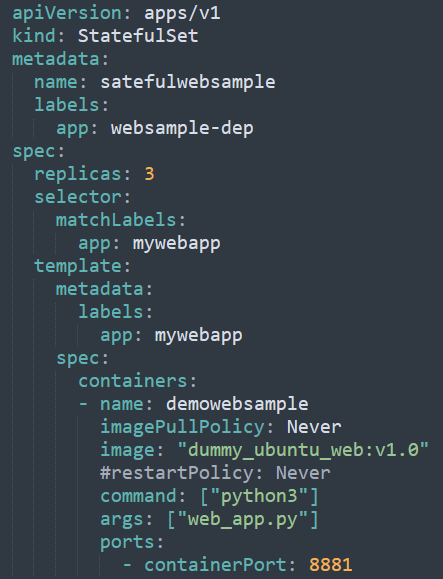 apiVersion: apps/v1
kind: StatefulSet
metadata:
  name: satefulwebsample
  labels:
    app: websample-dep
spec:
  replicas: 3
  selector:
    matchLabels:
      app: mywebapp
  template:
    metadata:
      labels:
        app: mywebapp
    spec:
      containers:
      - name: demowebsample
        imagePullPolicy: Never
        image: "dummy_ubuntu_web:v1.0"
        #restartPolicy: Never
        command: ["python3"]
        args: ["web_app.py"]
        ports:
          - containerPort: 8881